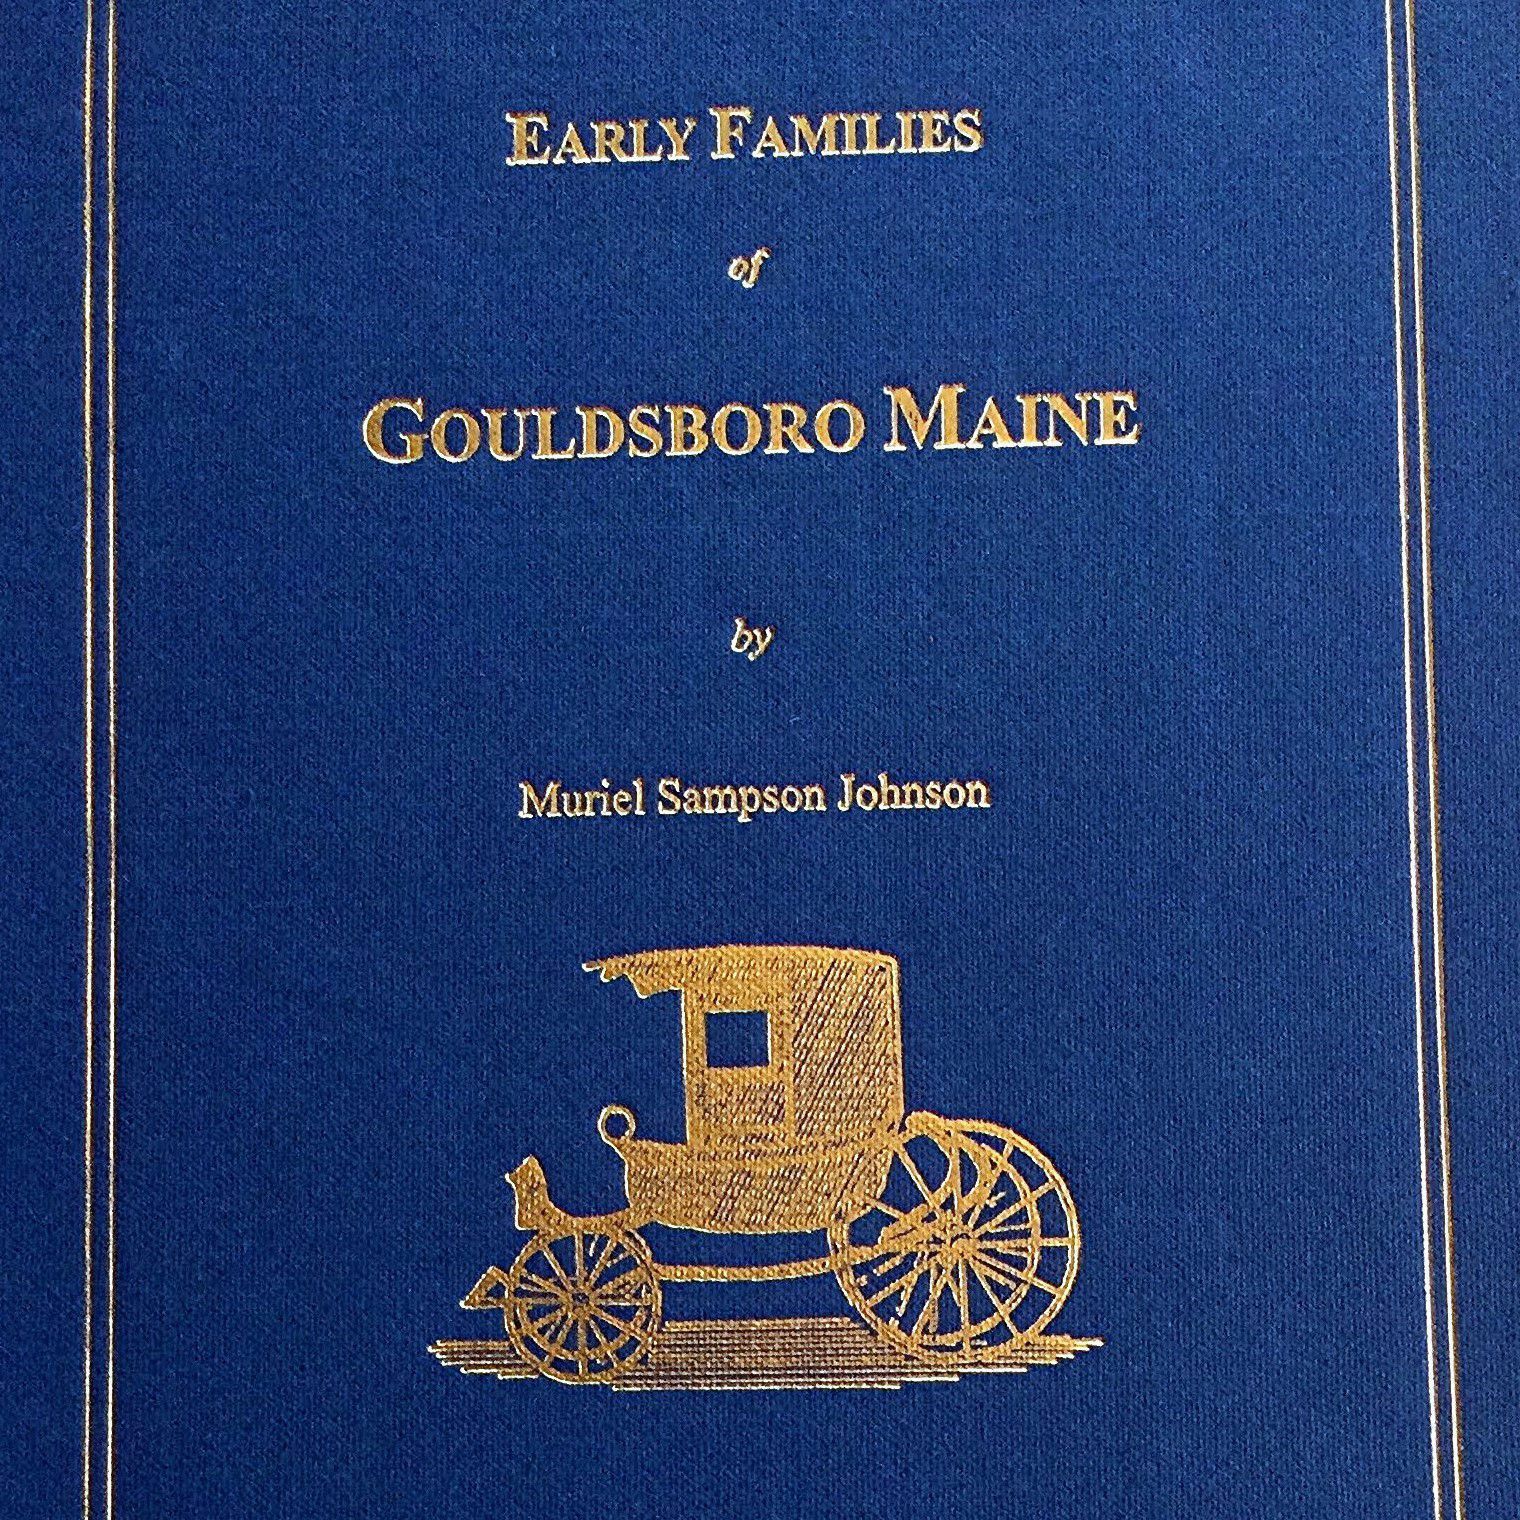 EARLY FAMILIES
of
GOULDSBORO MAINE
by
Muriel Sampson Johnson